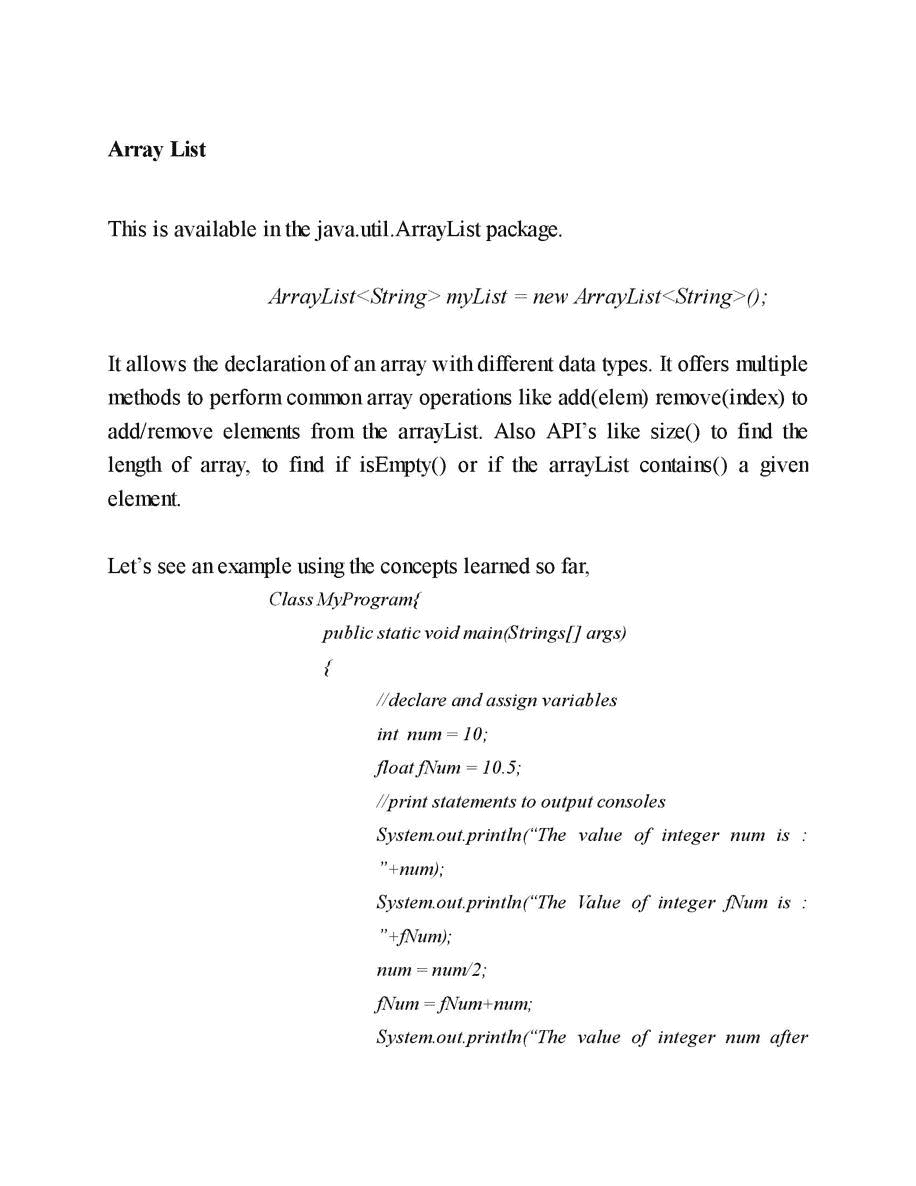 Array List
This is available in the java.util.ArrayList package.
ArrayList<String> myList = new ArrayList<String>();
It allows the declaration of an array with different data types. It offers multiple
methods to perform common array operations like add(elem) remove(index) to
add/remove elements from the arrayList. Also API’s like size() to find the
length of array, to find if isEmpty() or if the arrayList contains() a given
element.
Let’s see an example using the concepts learned so far,
Class MyProgram{
public static void main(Strings[] args)
{
//declare and assign variables
int num = 10;
float fNum = 10.5;
//print statements to output consoles
System.out.println(“The value of integer num is :
”+num);
System.out.println(“The Value of integer fNum is :
”+fNum);
num = num/2;
fNum = fNum+num;
System.out.println(“The value of integer num after